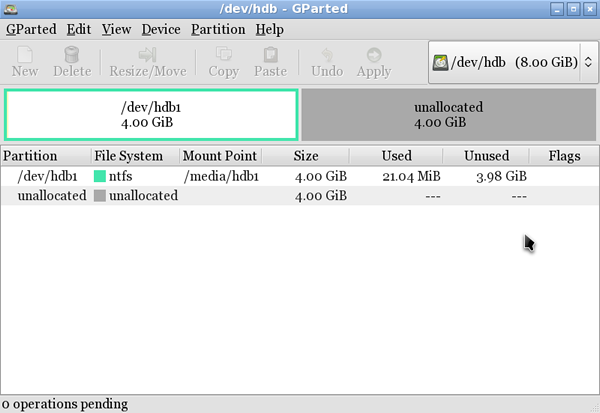 /dev/hdb - GParted
GParted Edit View Device Partition Help
New Delete Resize/Move Copy Paste Undo Apply /dev/hdb (8.00 GiB)
/dev/hdb1 unallocated
4.00 GiB 4.00 GiB
Partition File System Mount Point Size Used Unused Flags
/dev/hdb1 ntfs /media/hdb1 4.00 GiB 21.04 MiB 3.98 GiB
unallocated unallocated 4.00 GiB --- ---
0 operations pending